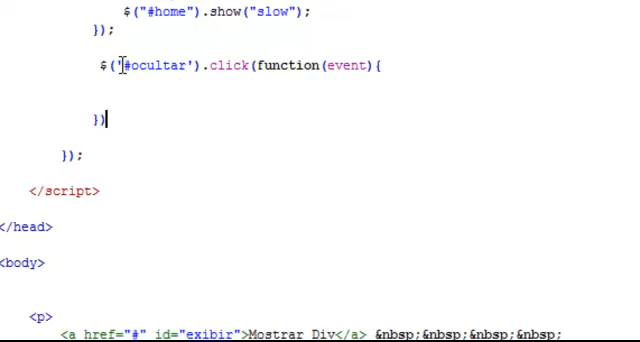 $("#home").show("slow");
});
$('#ocultar').click(function(event){
})
});
</script>
</head>
<body>
<p>
<a href="#" id="exibir">Mostrar Div</a> &nbsp;&nbsp;&nbsp;&nbsp;